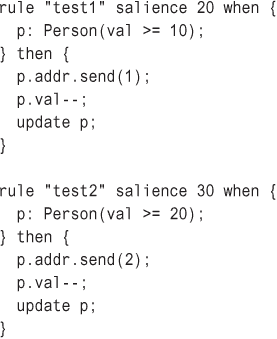 rule "test1" salience 20 when {
  p: Person(val >= 10);
} then {
  p.addr.send(1);
  p.val--;
  update p;
}

rule "test2" salience 30 when {
  p: Person(val >= 20);
} then {
  p.addr.send(2);
  p.val--;
  update p;
}